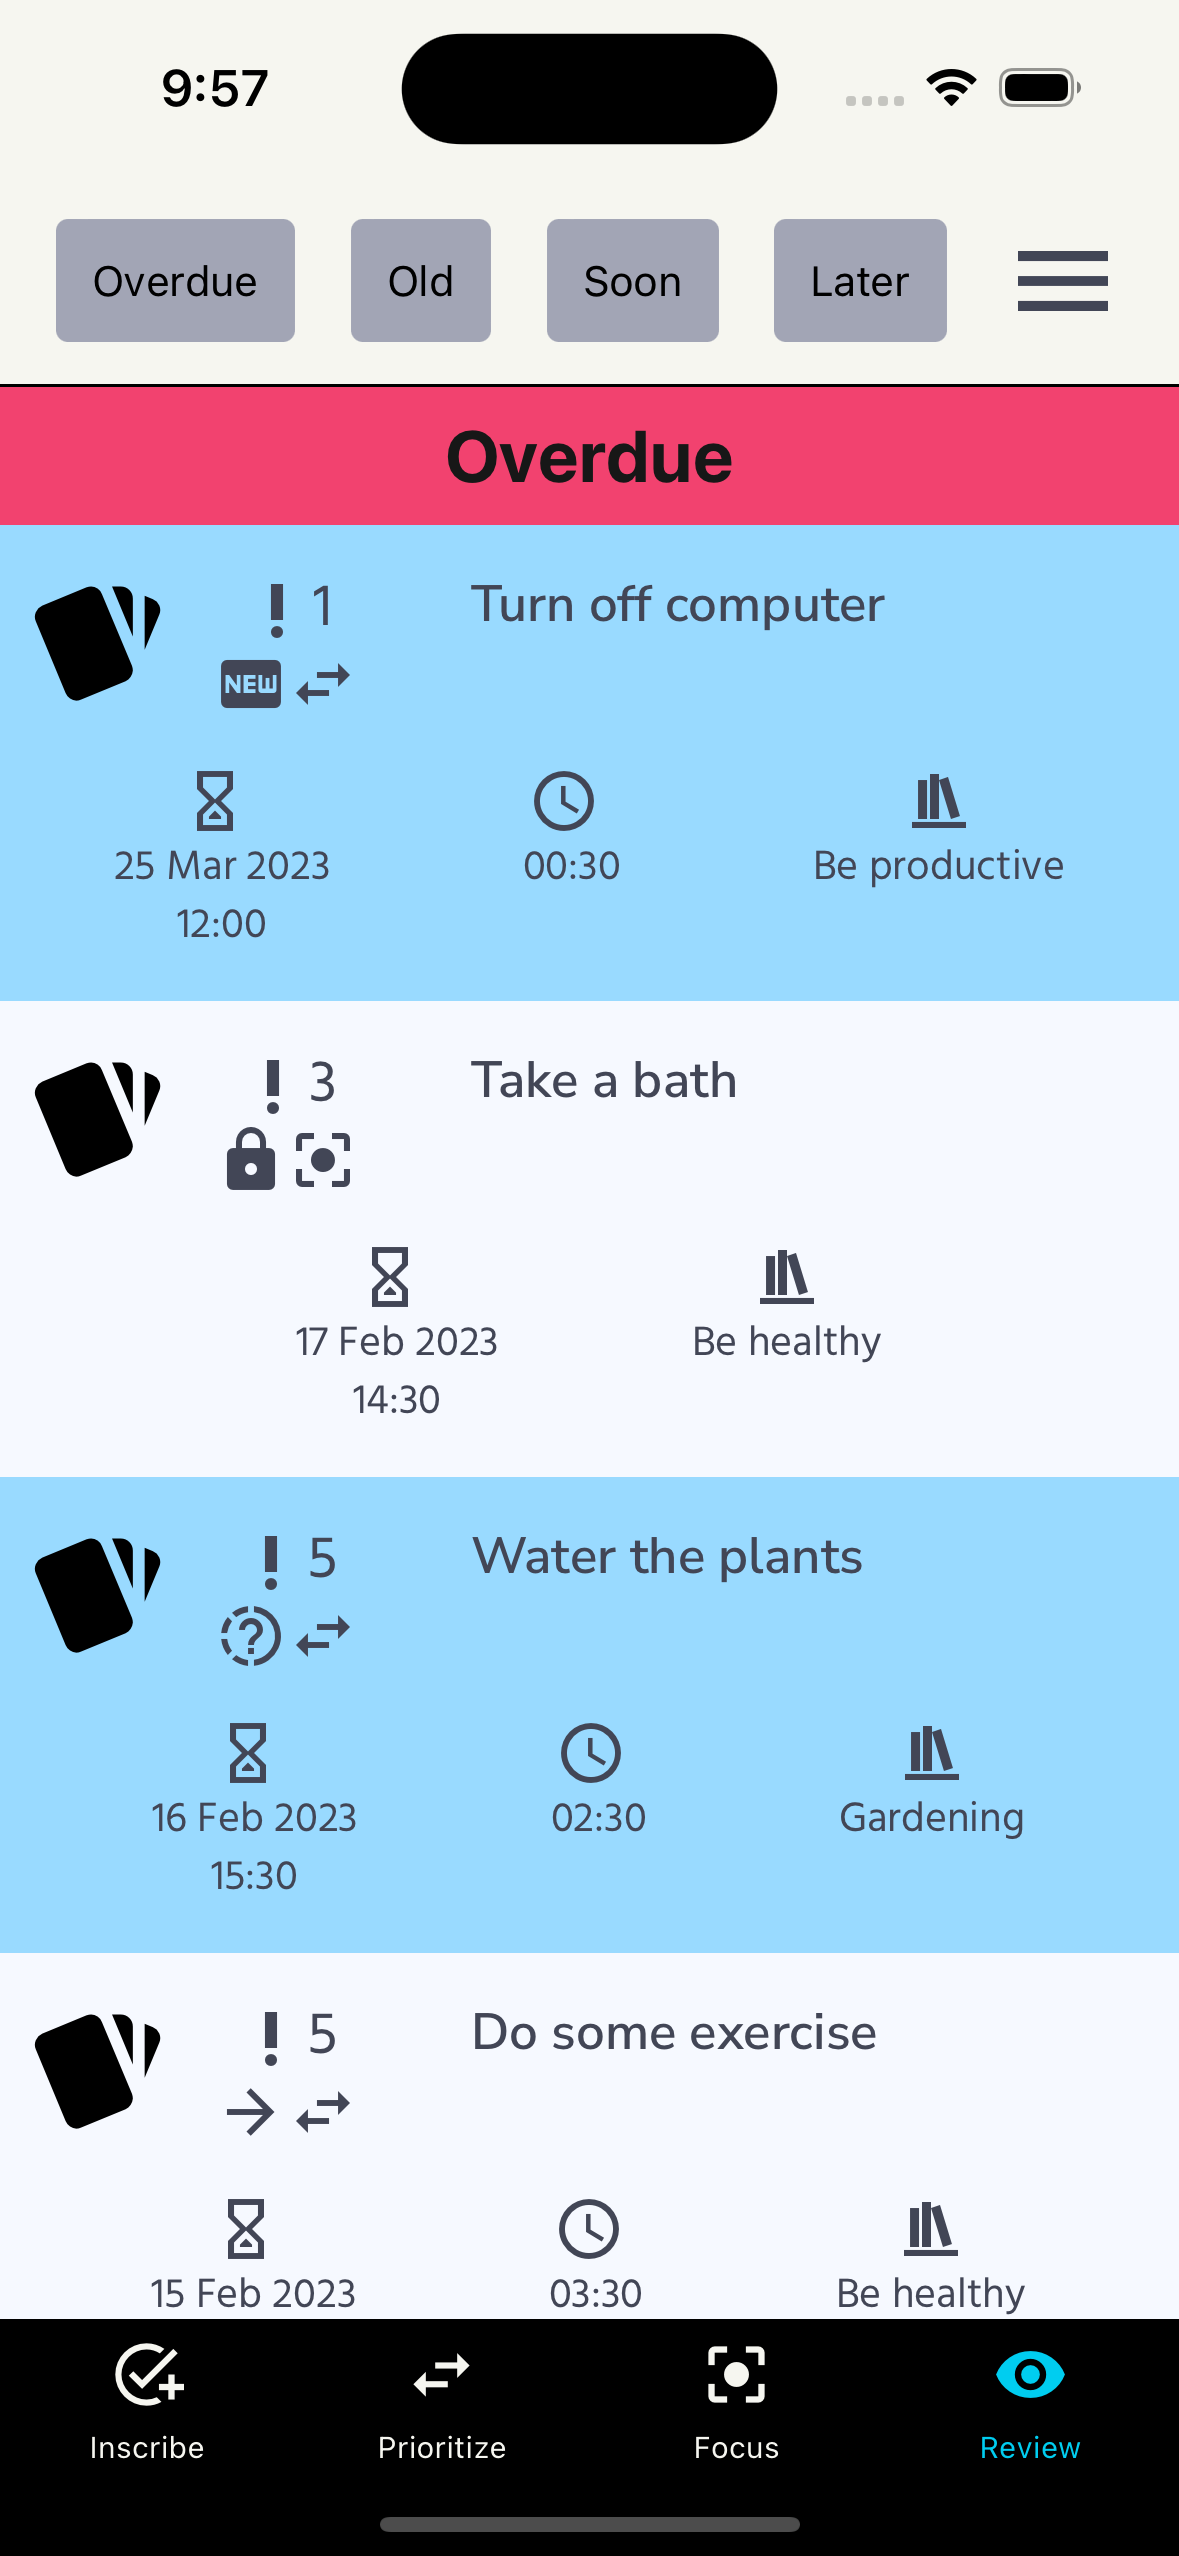 9:57
Overdue
Old
Soon
Later
Overdue
1
Turn off computer
NEW
25 Mar 2023
12:00
00:30
Be productive
3
Take a bath
17 Feb 2023
14:30
Be healthy
5
Water the plants
16 Feb 2023
15:30
02:30
Gardening
5
Do some exercise
15 Feb 2023
03:30
Be healthy
Inscribe
Prioritize
Focus
Review